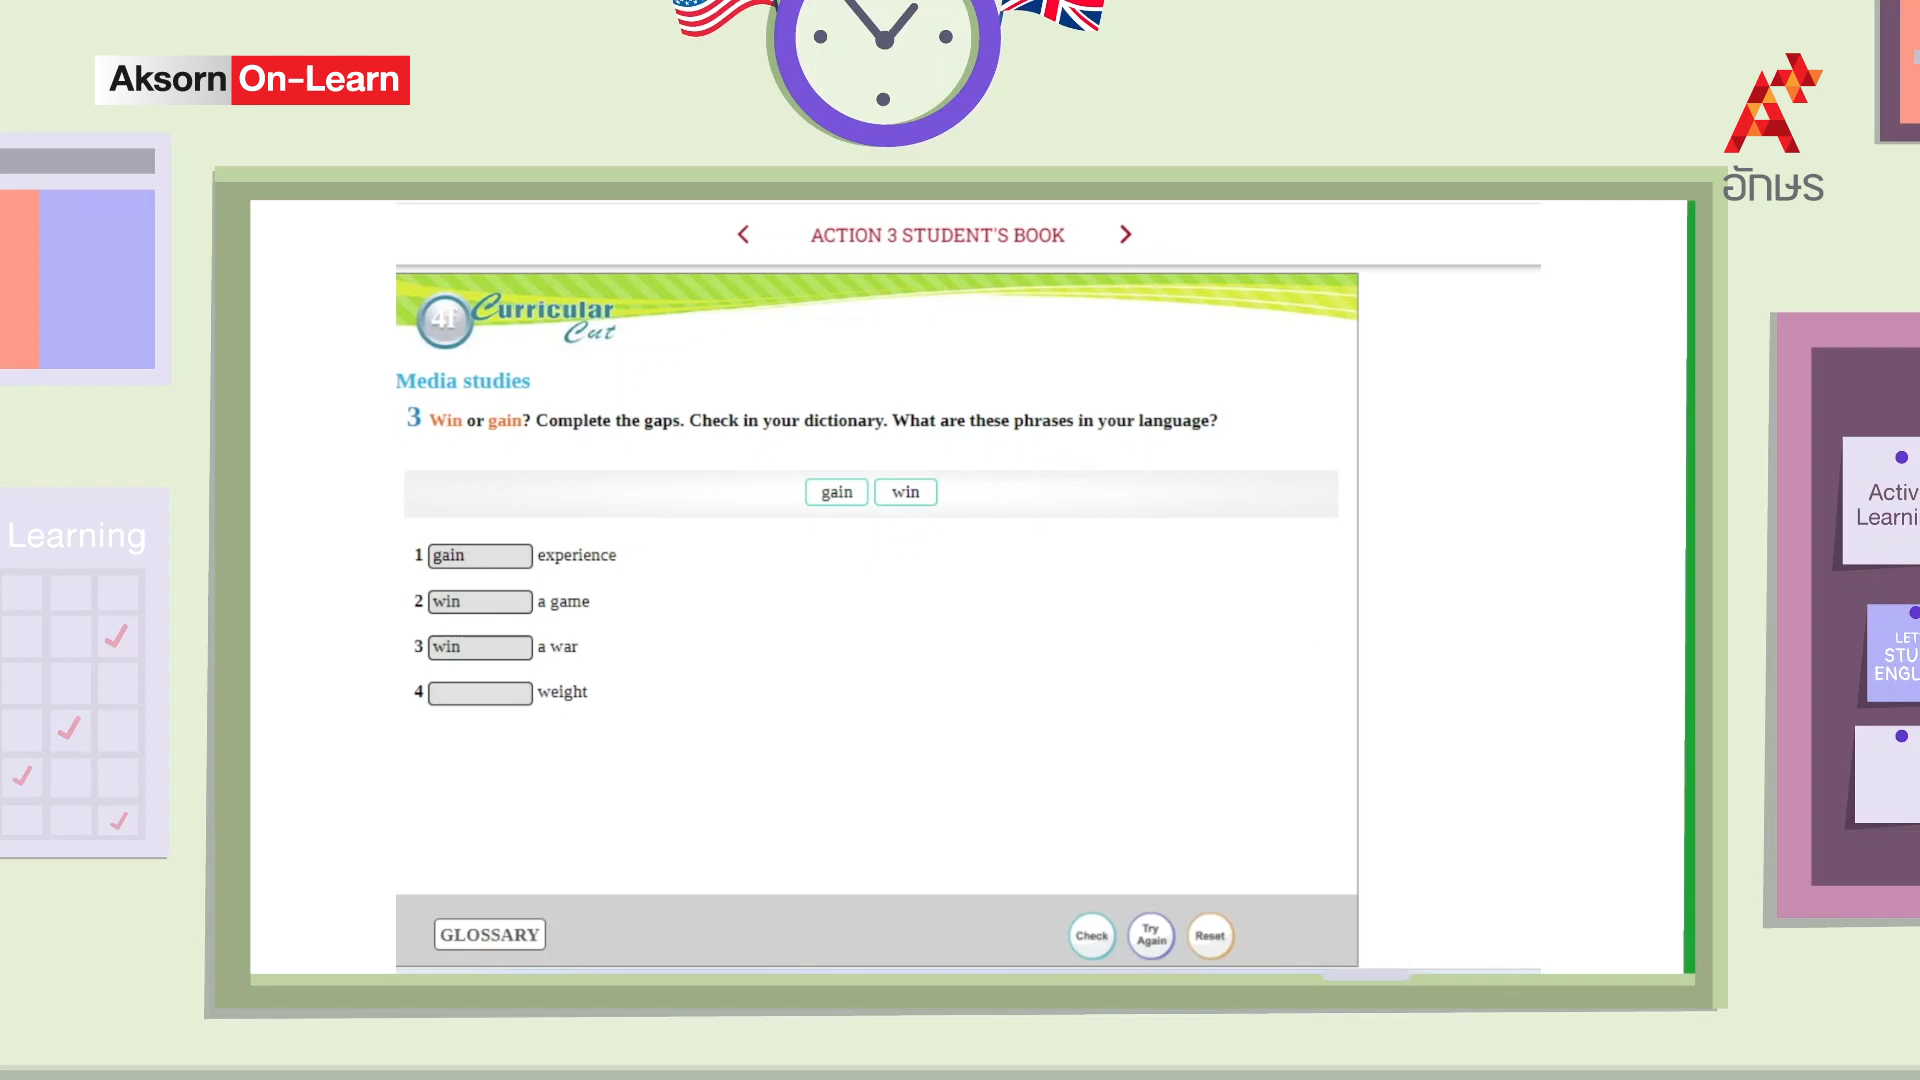 Aksorn On-Learn
อักษร
ACTION 3 STUDENT'S BOOK
4f Curricular
Cut
Media studies
3 Win or gain? Complete the gaps. Check in your dictionary. What are these phrases in your language?
gain win
1 gain experience
2 win a game
3 win a war
4 weight
GLOSSARY
Check
Try
Again
Reset
Learning
Activ
Learni
LET
STU
ENGL